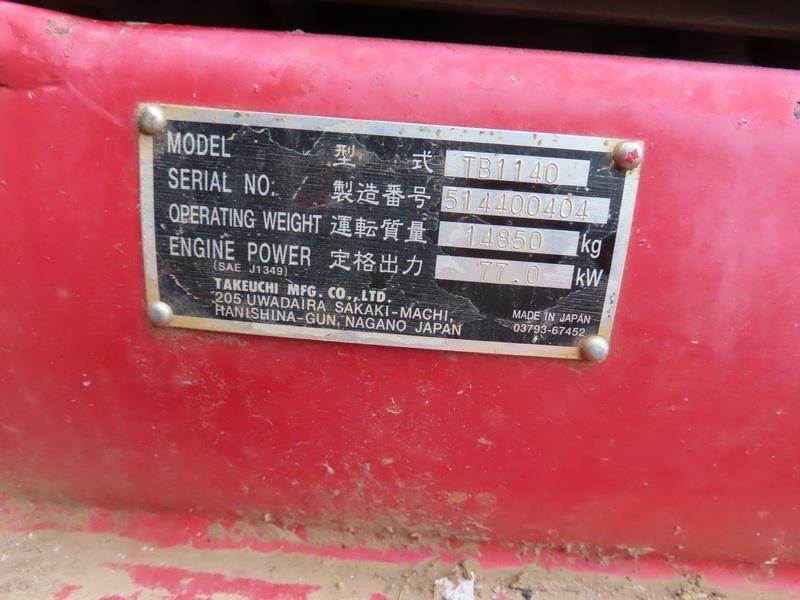 MODEL 型式 TB1140
SERIAL NO. 製造番号 514400404
OPERATING WEIGHT 運転質量 14850 kg
ENGINE POWER 定格出力 77.0 kW
(SAE J1349)
TAKEUCHI MFG. CO.,LTD.
205 UWADAIRA SAKAKI-MACHI,
HANISHINA-GUN, NAGANO JAPAN
MADE IN JAPAN
03793-67452